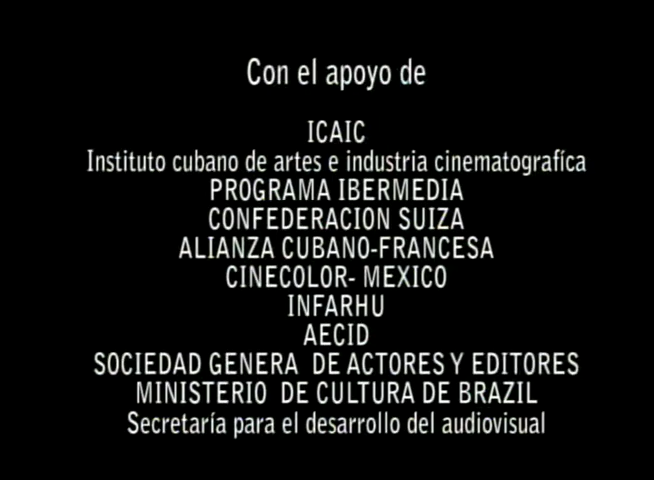 Con el apoyo de
ICAIC
Instituto cubano de artes e industria cinematografíca
PROGRAMA IBERMEDIA
CONFEDERACION SUIZA
ALIANZA CUBANO-FRANCESA
CINECOLOR- MEXICO
INFARHU
AECID
SOCIEDAD GENERA DE ACTORES Y EDITORES
MINISTERIO DE CULTURA DE BRAZIL
Secretaría para el desarrollo del audiovisual